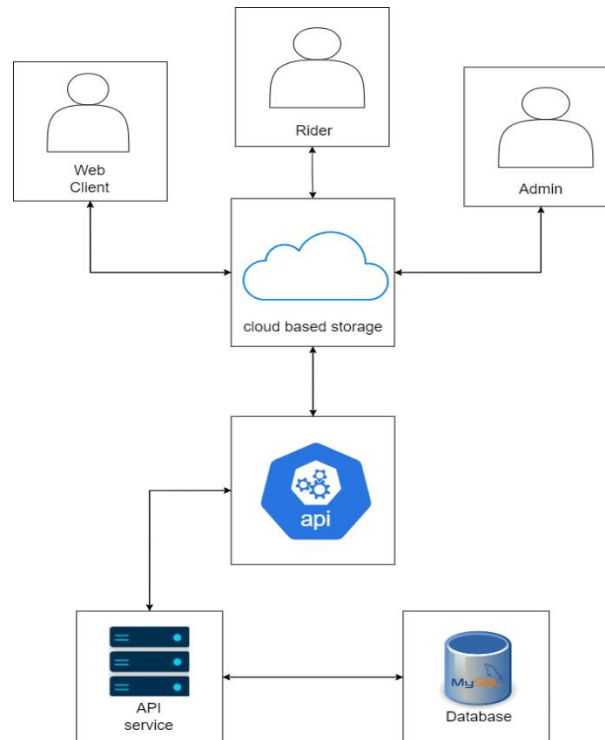 Rider
Web
Client
Admin
cloud based storage
api
API
service
MySQL
Database